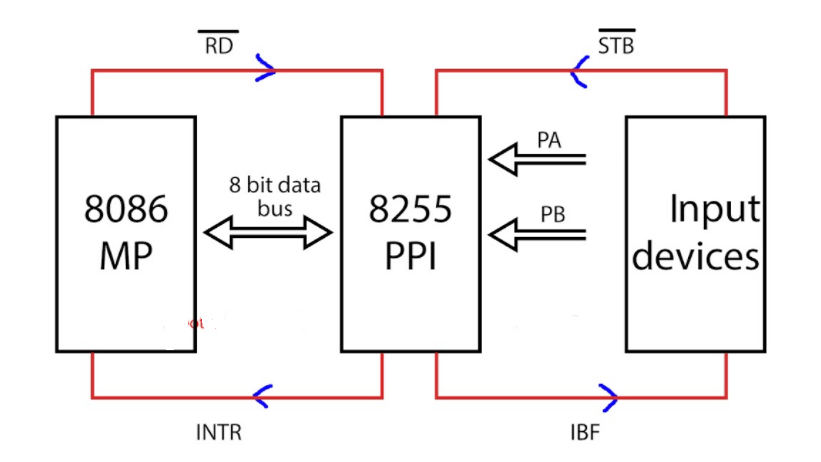 RD
STB
PA
8 bit data
bus
PB
8086
MP
8255
PPI
Input
devices
INTR
IBF